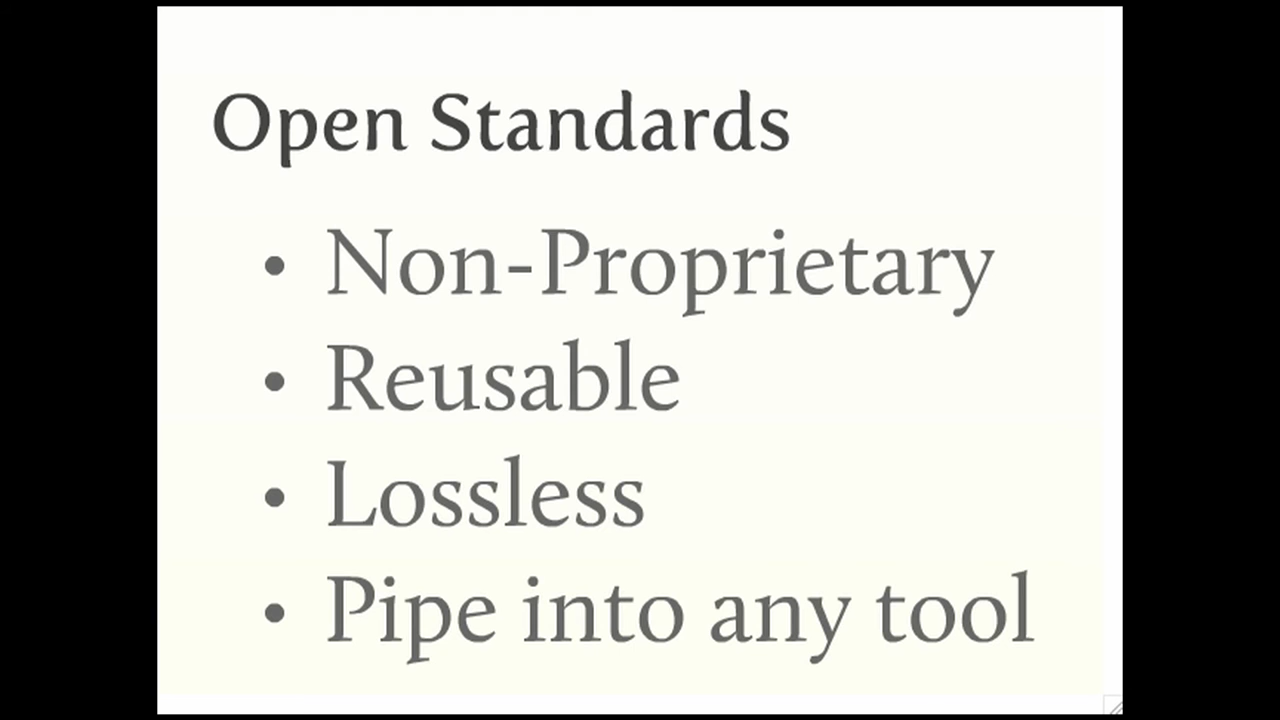 Open Standards
• Non-Proprietary
• Reusable
• Lossless
• Pipe into any tool